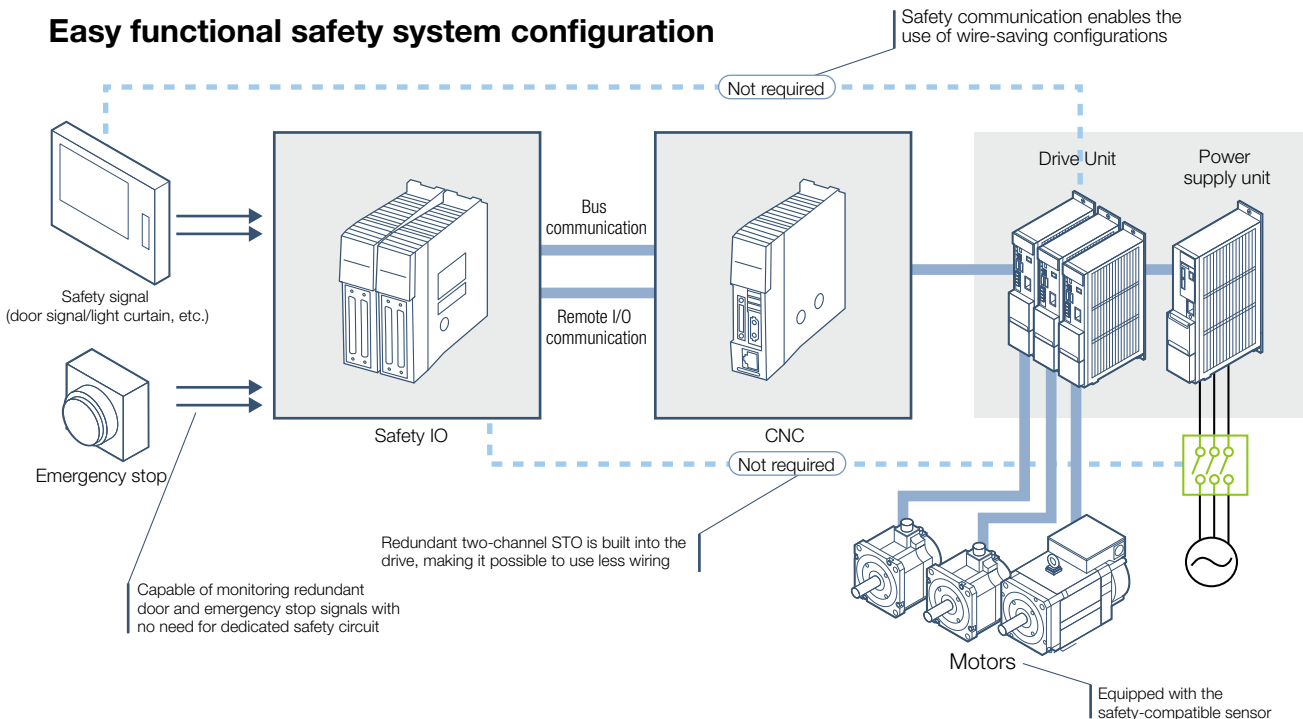 Easy functional safety system configuration
Safety communication enables the
use of wire-saving configurations
Not required
Drive Unit
Power
supply unit
Bus
communication
Remote I/O
communication
Safety signal
(door signal/light curtain, etc.)
Safety IO
CNC
Emergency stop
Not required
Redundant two-channel STO is built into the
drive, making it possible to use less wiring
Capable of monitoring redundant
door and emergency stop signals with
no need for dedicated safety circuit
Motors
Equipped with the
safety-compatible sensor